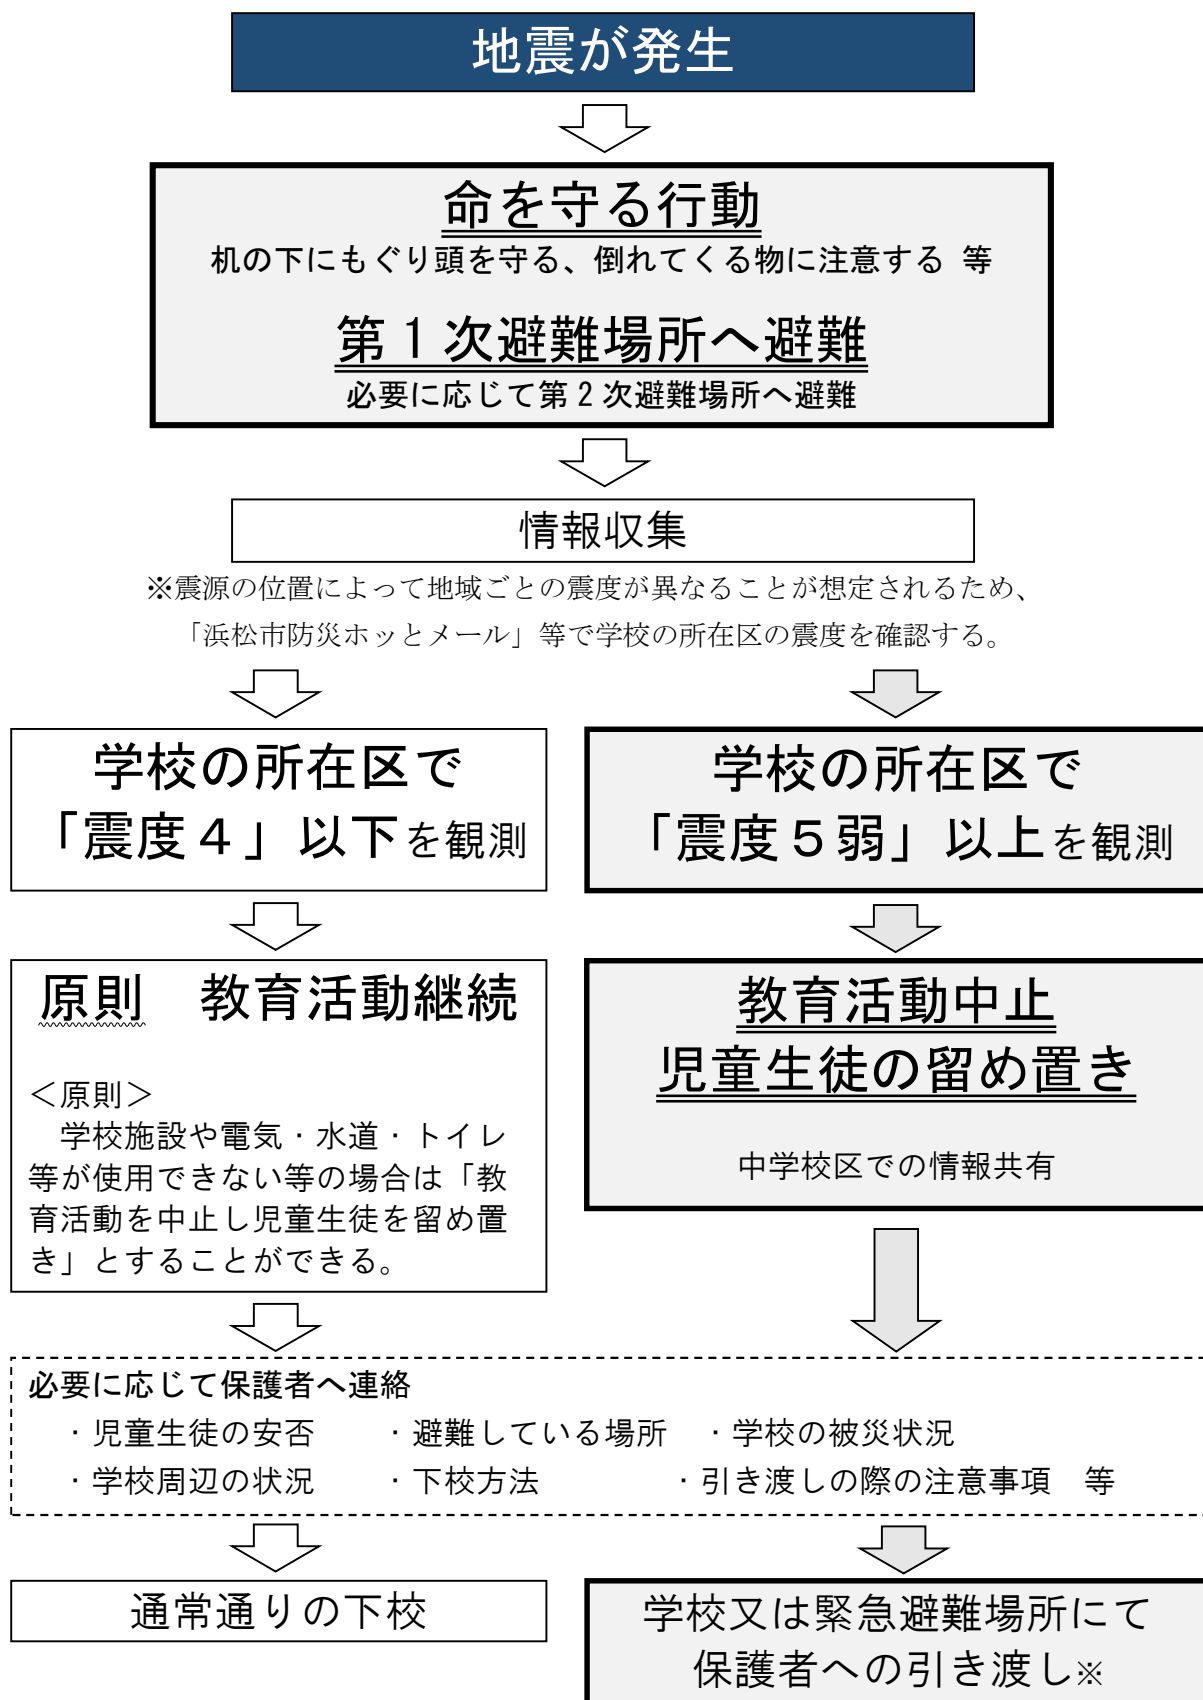 地震が発生
命を守る行動
机の下にもぐり頭を守る、倒れてくる物に注意する 等
第1次避難場所へ避難
必要に応じて第2次避難場所へ避難
情報収集
※震源の位置によって地域ごとの震度が異なることが想定されるため、
「浜松市防災ホッとメール」等で学校の所在区の震度を確認する。
学校の所在区で
「震度４」以下を観測
原則　教育活動継続
＜原則＞
学校施設や電気・水道・トイレ
等が使用できない等の場合は「教
育活動を中止し児童生徒を留め置
き」とすることができる。
学校の所在区で
「震度５弱」以上を観測
教育活動中止
児童生徒の留め置き
中学校区での情報共有
必要に応じて保護者へ連絡
・児童生徒の安否　　・避難している場所　・学校の被災状況
・学校周辺の状況　　・下校方法　　　　・引き渡しの際の注意事項　等
通常通りの下校
学校又は緊急避難場所にて
保護者への引き渡し※